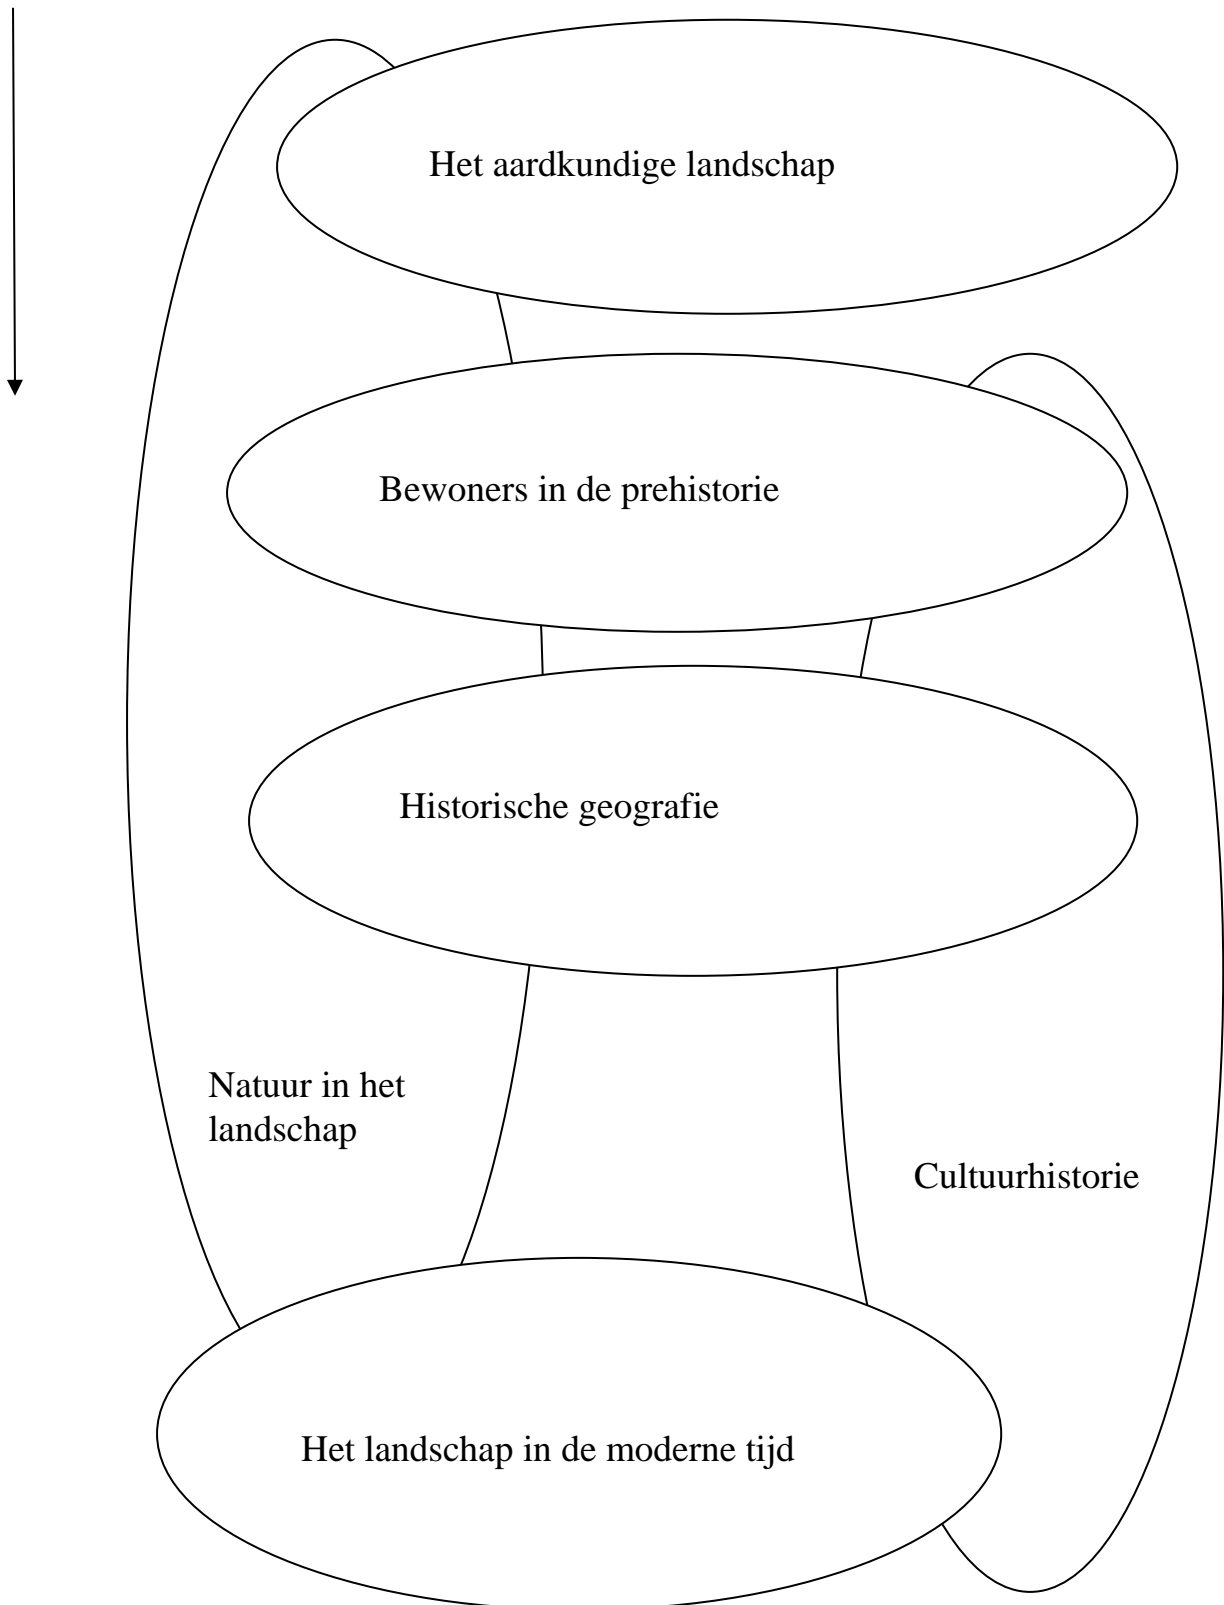 Het aardkundige landschap
Bewoners in de prehistorie
Historische geografie
Natuur in het
landschap
Cultuurhistorie
Het landschap in de moderne tijd